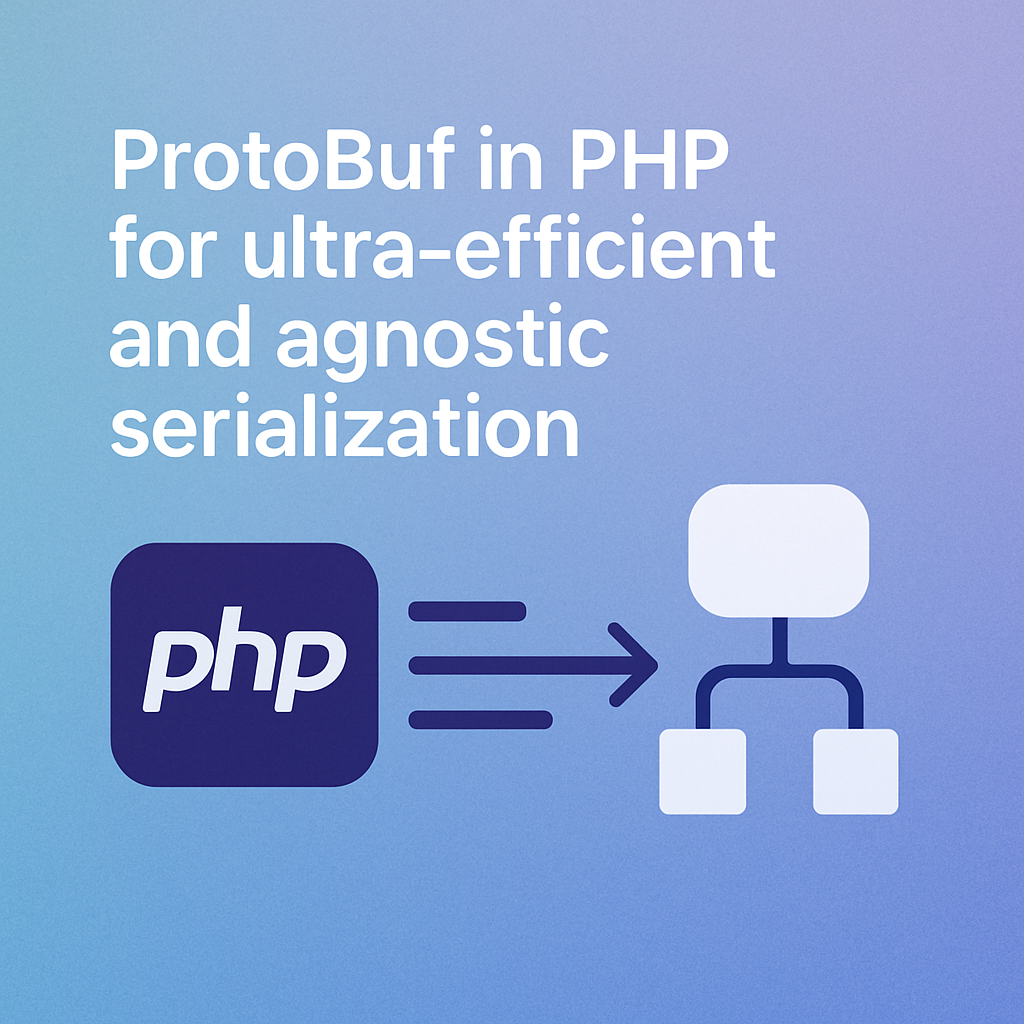 ProtoBuf in PHP
for ultra-efficient
and agnostic
serialization
php